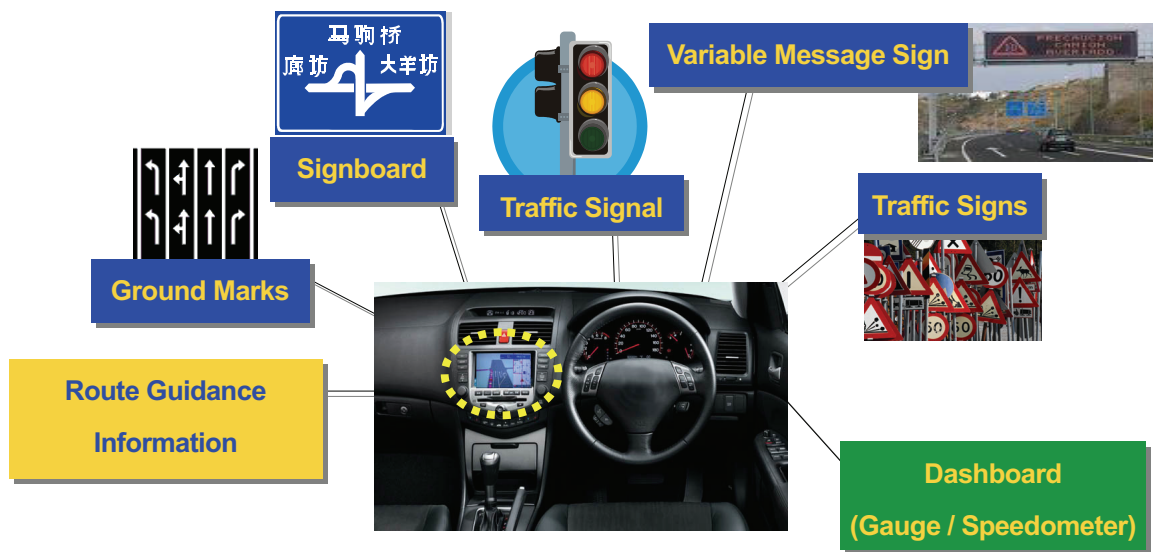 马驹桥
廊坊 大羊坊
Signboard
Traffic Signal
Variable Message Sign
PRECAUCION
CAMION
AVERIADO
Traffic Signs
Ground Marks
Route Guidance
Information
Dashboard
(Gauge / Speedometer)